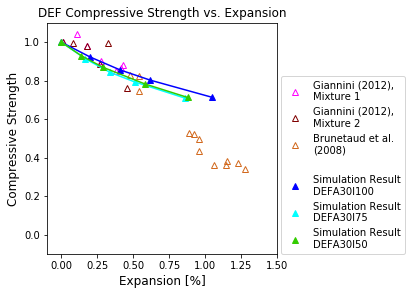 DEF Compressive Strength vs. Expansion
Compressive Strength
1.0
0.8
0.6
0.4
0.2
0.0
0.00
0.25
0.50
0.75
1.00
1.25
1.50
Expansion [%]
Giannini (2012),
Mixture 1
Giannini (2012),
Mixture 2
Brunetaud et al.
(2008)
Simulation Result
DEFA30I100
Simulation Result
DEFA30I75
Simulation Result
DEFA30I50